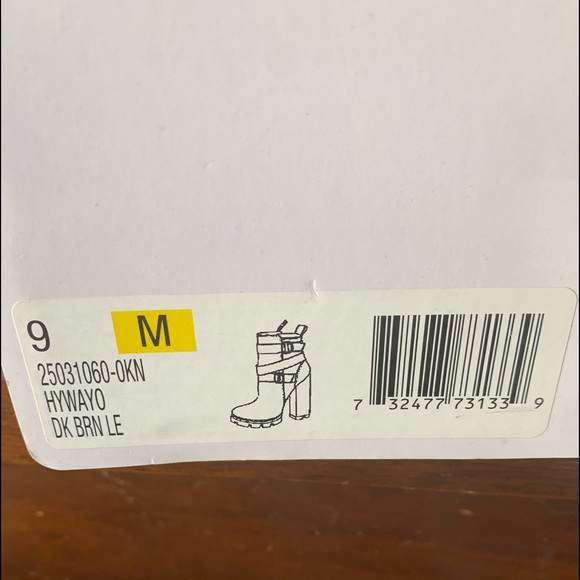 9 M
25031060-0KN
HYWAYO
DK BRN LE
7 32477 73133 9